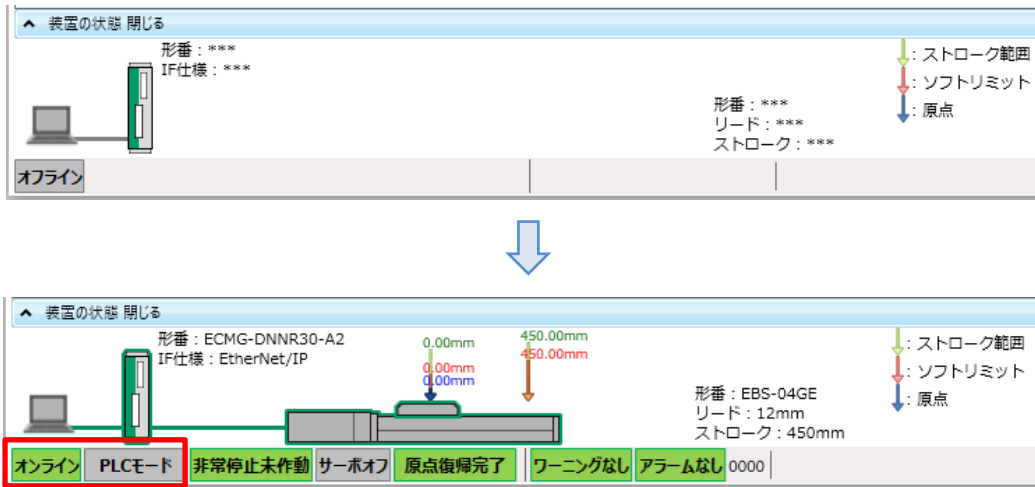 装置の状態 閉じる
形番：***
IF仕様：***
形番：***
リード：***
ストローク：***
：ストローク範囲
：ソフトリミット
：原点
オフライン
装置の状態 閉じる
形番：ECMG-DNNR30-A2
IF仕様：EtherNet/IP
0.00mm
0.00mm
0.00mm
450.00mm
450.00mm
形番：EBS-04GE
リード：12mm
ストローク：450mm
：ストローク範囲
：ソフトリミット
：原点
オンライン PLCモード 非常停止未作動 サーボオフ 原点復帰完了 ワーニングなし アラームなし 0000